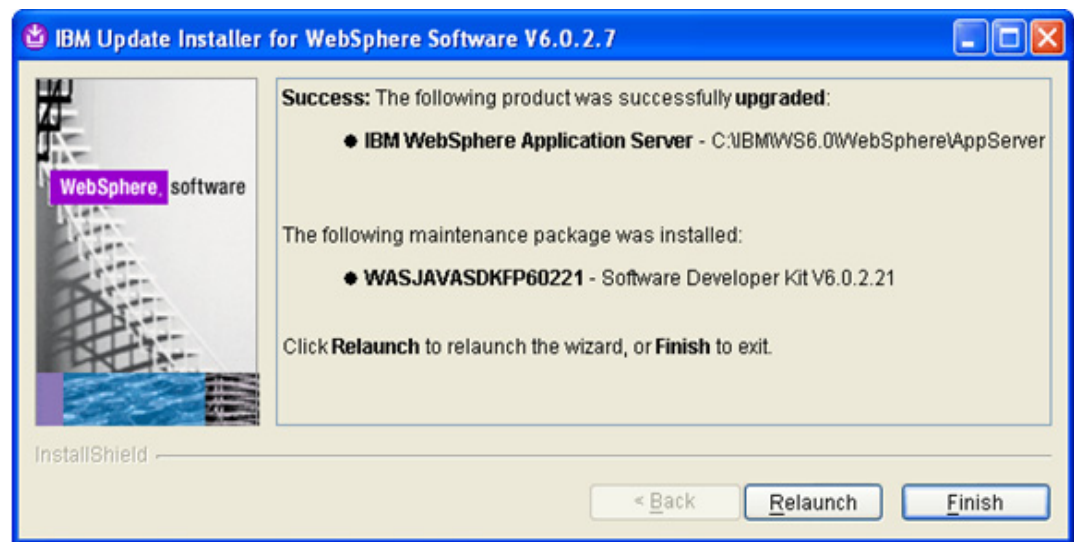 IBM Update Installer for WebSphere Software V6.0.2.7
Success: The following product was successfully upgraded:
● IBM WebSphere Application Server - C:\IBM\WS6.0\WebSphere\AppServer
WebSphere. software
The following maintenance package was installed:
● WASJAVASDKFP60221 - Software Developer Kit V6.0.2.21
Click Relaunch to relaunch the wizard, or Finish to exit.
InstallShield
< Back Relaunch Finish